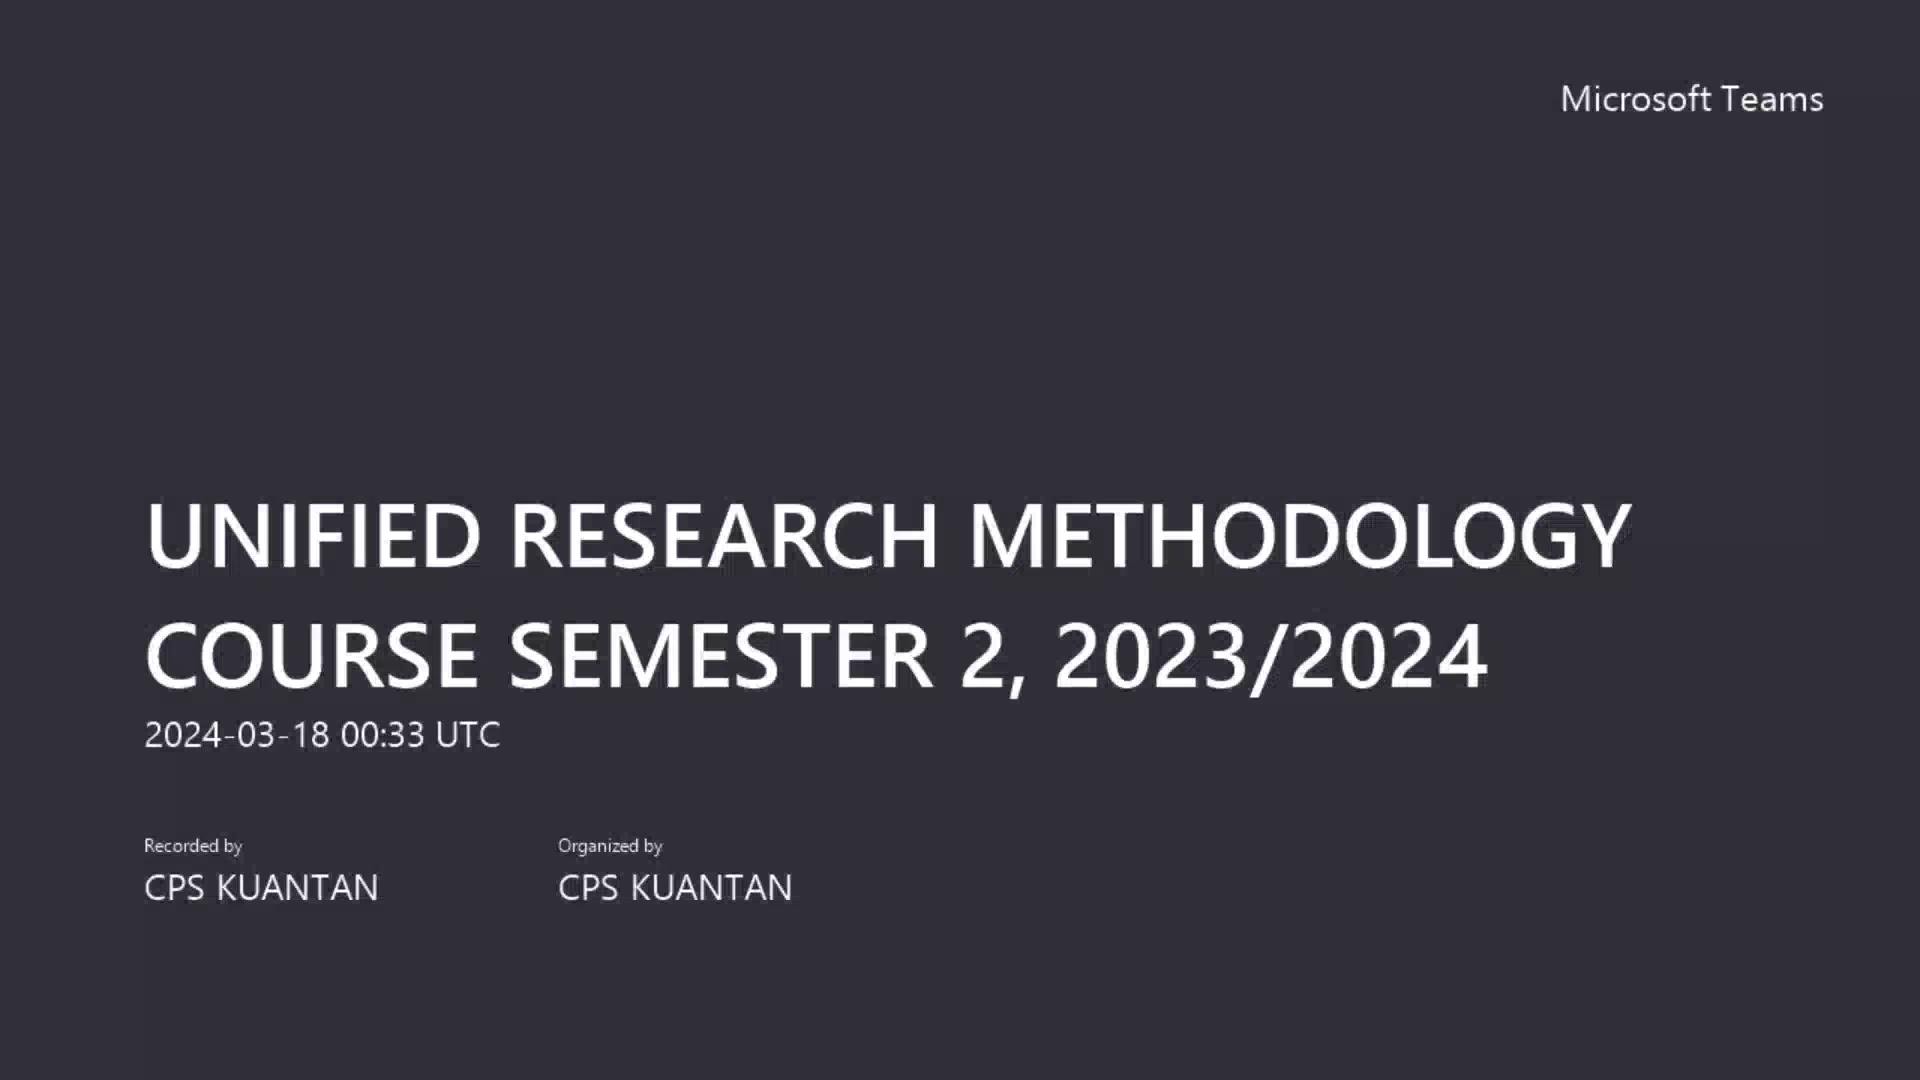 Microsoft Teams
UNIFIED RESEARCH METHODOLOGY
COURSE SEMESTER 2, 2023/2024
2024-03-18 00:33 UTC
Recorded by
CPS KUANTAN
Organized by
CPS KUANTAN